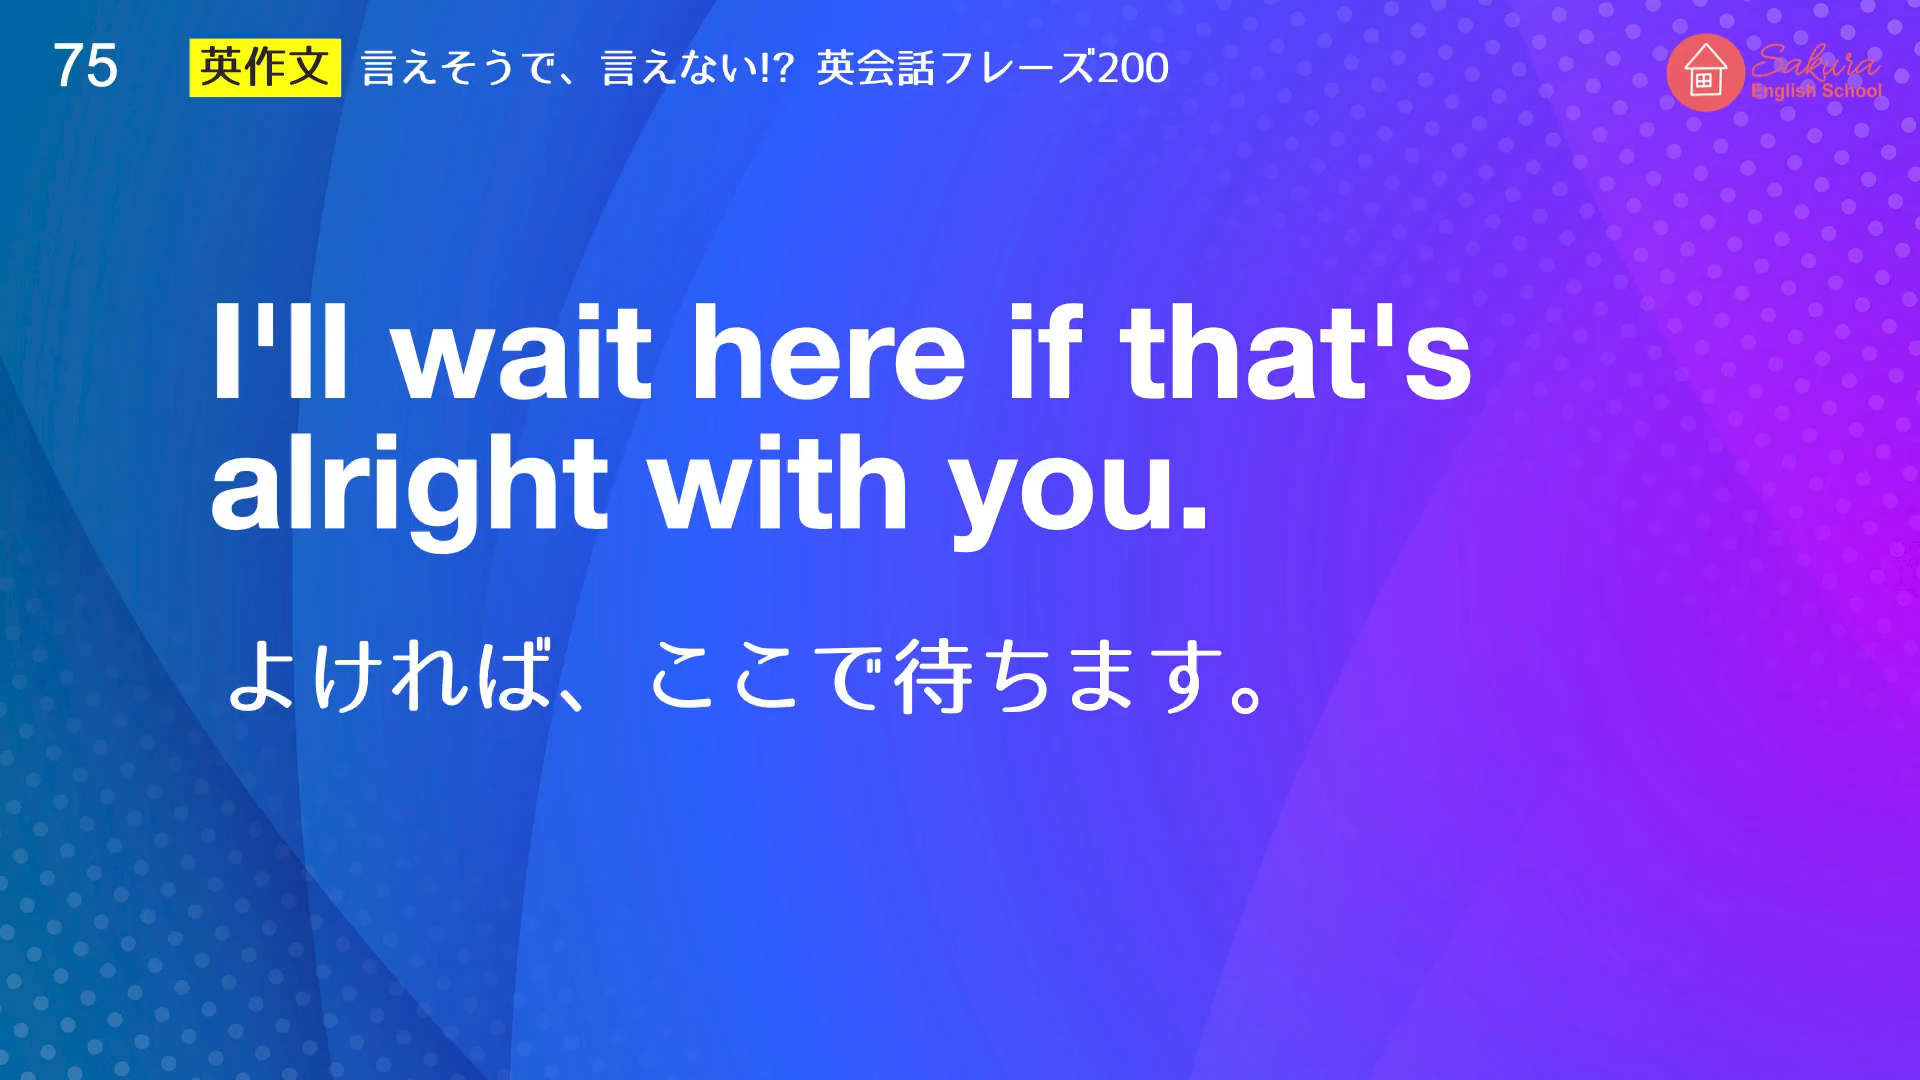 75
英作文 言えそうで、言えない!? 英会話フレーズ200
Sakura
English School
I'll wait here if that's
alright with you.
よければ、ここで待ちます。